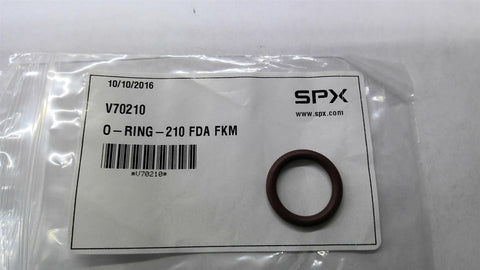 10/10/2016
V70210
SPX
www.spx.com
O-RING-210 FDA FKM
*V70210*